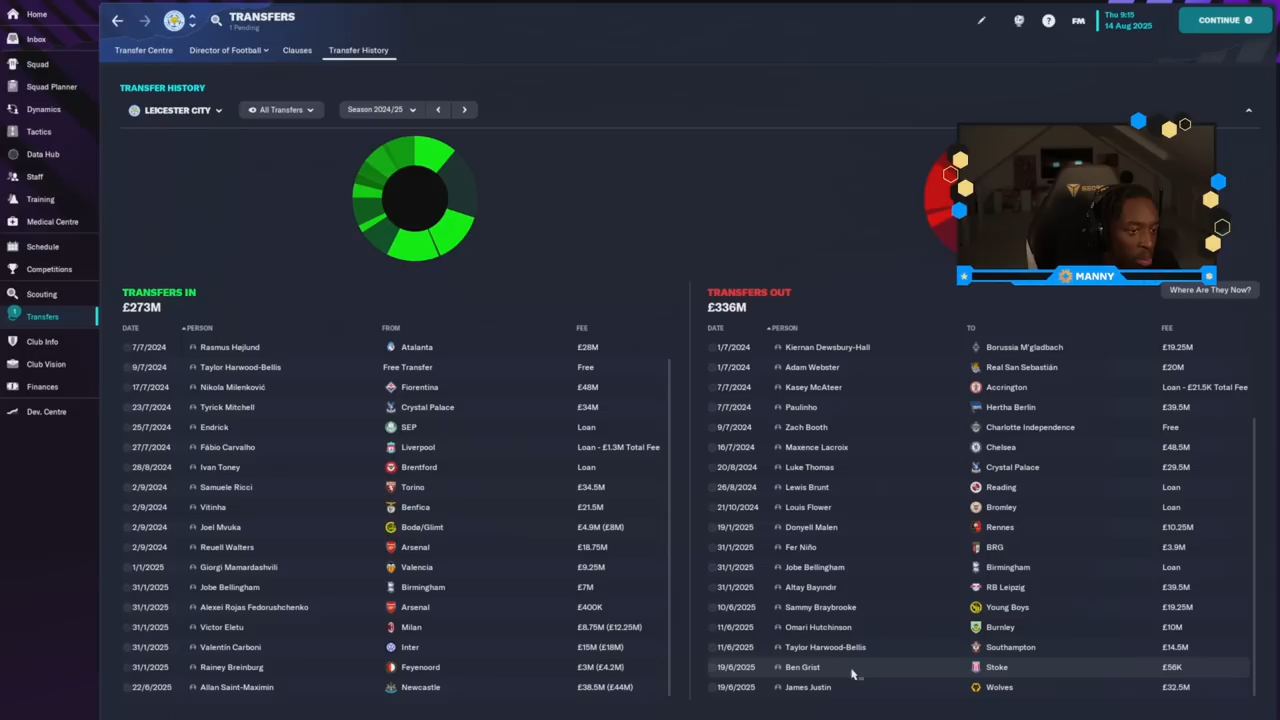 Home
Inbox
Squad
Squad Planner
Dynamics
Tactics
Data Hub
Staff
Training
Medical Centre
Schedule
Competitions
Scouting
Transfers
Club Info
Club Vision
Finances
Dev. Centre
TRANSFERS
1 Pending
FM
Thu 9:15
14 Aug 2025
CONTINUE
Transfer Centre Director of Football Clauses Transfer History
TRANSFER HISTORY
LEICESTER CITY All Transfers Season 2024/25
MANNY
Where Are They Now?
TRANSFERS IN
£273M
DATE PERSON FROM FEE
7/7/2024 Rasmus Højlund Atalanta £28M
9/7/2024 Taylor Harwood-Bellis Free Transfer Free
17/7/2024 Nikola Milenković Fiorentina £48M
23/7/2024 Tyrick Mitchell Crystal Palace £34M
25/7/2024 Endrick SEP Loan
27/7/2024 Fábio Carvalho Liverpool Loan - £1.3M Total Fee
28/8/2024 Ivan Toney Brentford Loan
2/9/2024 Samuele Ricci Torino £34.5M
2/9/2024 Vitinha Benfica £21.5M
2/9/2024 Joel Mvuka Bodø/Glimt £4.9M (£8M)
2/9/2024 Reuell Walters Arsenal £18.75M
1/1/2025 Giorgi Mamardashvili Valencia £9.25M
31/1/2025 Jobe Bellingham Birmingham £7M
31/1/2025 Alexei Rojas Fedorushchenko Arsenal £400K
31/1/2025 Victor Eletu Milan £8.75M (£12.25M)
31/1/2025 Valentín Carboni Inter £15M (£18M)
31/1/2025 Rainey Breinburg Feyenoord £3M (£4.2M)
22/6/2025 Allan Saint-Maximin Newcastle £38.5M (£44M)
TRANSFERS OUT
£336M
DATE PERSON TO FEE
1/7/2024 Kiernan Dewsbury-Hall Borussia M'gladbach £19.25M
1/7/2024 Adam Webster Real San Sebastián £20M
7/7/2024 Kasey McAteer Accrington Loan - £21.5K Total Fee
7/7/2024 Paulinho Hertha Berlin £39.5M
9/7/2024 Zach Booth Charlotte Independence Free
16/7/2024 Maxence Lacroix Chelsea £48.5M
20/8/2024 Luke Thomas Crystal Palace £29.5M
26/8/2024 Lewis Brunt Reading Loan
21/10/2024 Louis Flower Bromley Loan
19/1/2025 Donyell Malen Rennes £10.25M
31/1/2025 Fer Niño BRG £3.9M
31/1/2025 Jobe Bellingham Birmingham Loan
31/1/2025 Altay Bayındır RB Leipzig £39.5M
10/6/2025 Sammy Braybrooke Young Boys £19.25M
11/6/2025 Omari Hutchinson Burnley £10M
11/6/2025 Taylor Harwood-Bellis Southampton £14.5M
19/6/2025 Ben Grist Stoke £56K
19/6/2025 James Justin Wolves £32.5M